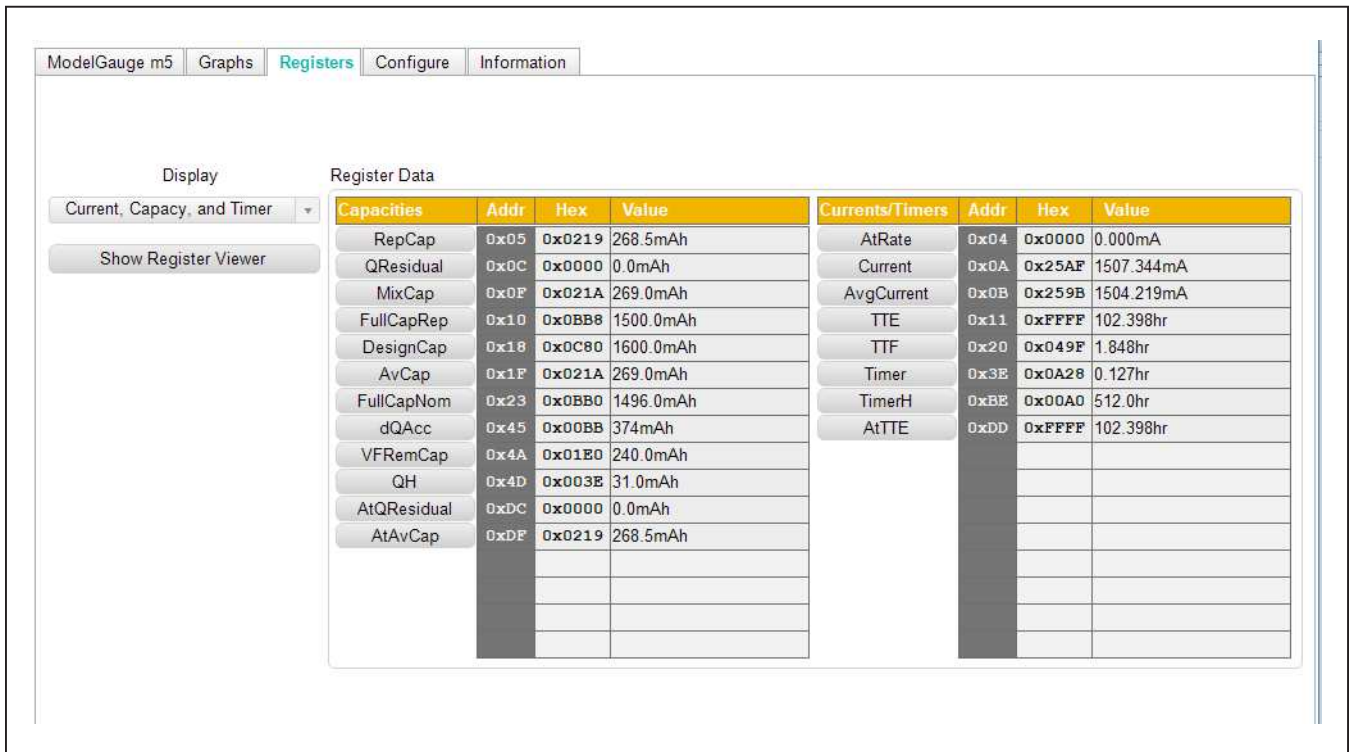 ModelGauge m5 Graphs Registers Configure Information
Display Register Data
Current, Capacy, and Timer
Show Register Viewer
Capacities Addr Hex Value Currents/Timers Addr Hex Value
RepCap 0x05 0x0219 268.5mAh AtRate 0x04 0x0000 0.000mA
QResidual 0x0C 0x0000 0.0mAh Current 0x0A 0x25AF 1507.344mA
MixCap 0x0F 0x021A 269.0mAh AvgCurrent 0x0B 0x259B 1504.219mA
FullCapRep 0x10 0x0BB8 1500.0mAh TTE 0x11 0xFFFF 102.398hr
DesignCap 0x18 0x0C80 1600.0mAh TTF 0x20 0x049F 1.848hr
AvCap 0x1F 0x021A 269.0mAh Timer 0x3E 0x0A28 0.127hr
FullCapNom 0x23 0x0BB0 1496.0mAh TimerH 0xBE 0x00A0 512.0hr
dQAcc 0x45 0x00BB 374mAh AtTTE 0xDD 0xFFFF 102.398hr
VFRemCap 0x4A 0x01E0 240.0mAh
QH 0x4D 0x003E 31.0mAh
AtQResidual 0xDC 0x0000 0.0mAh
AtAvCap 0xDF 0x0219 268.5mAh